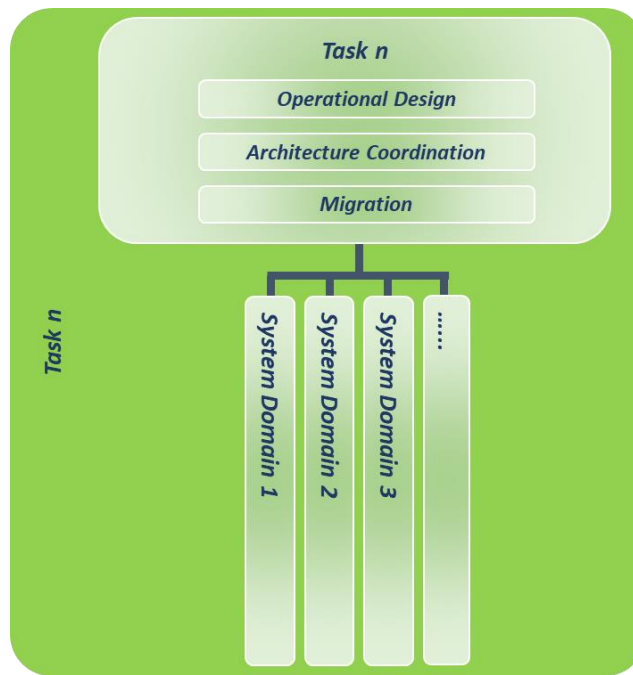 Task n
Operational Design
Architecture Coordination
Migration
Task n
System Domain 1
System Domain 2
System Domain 3
......